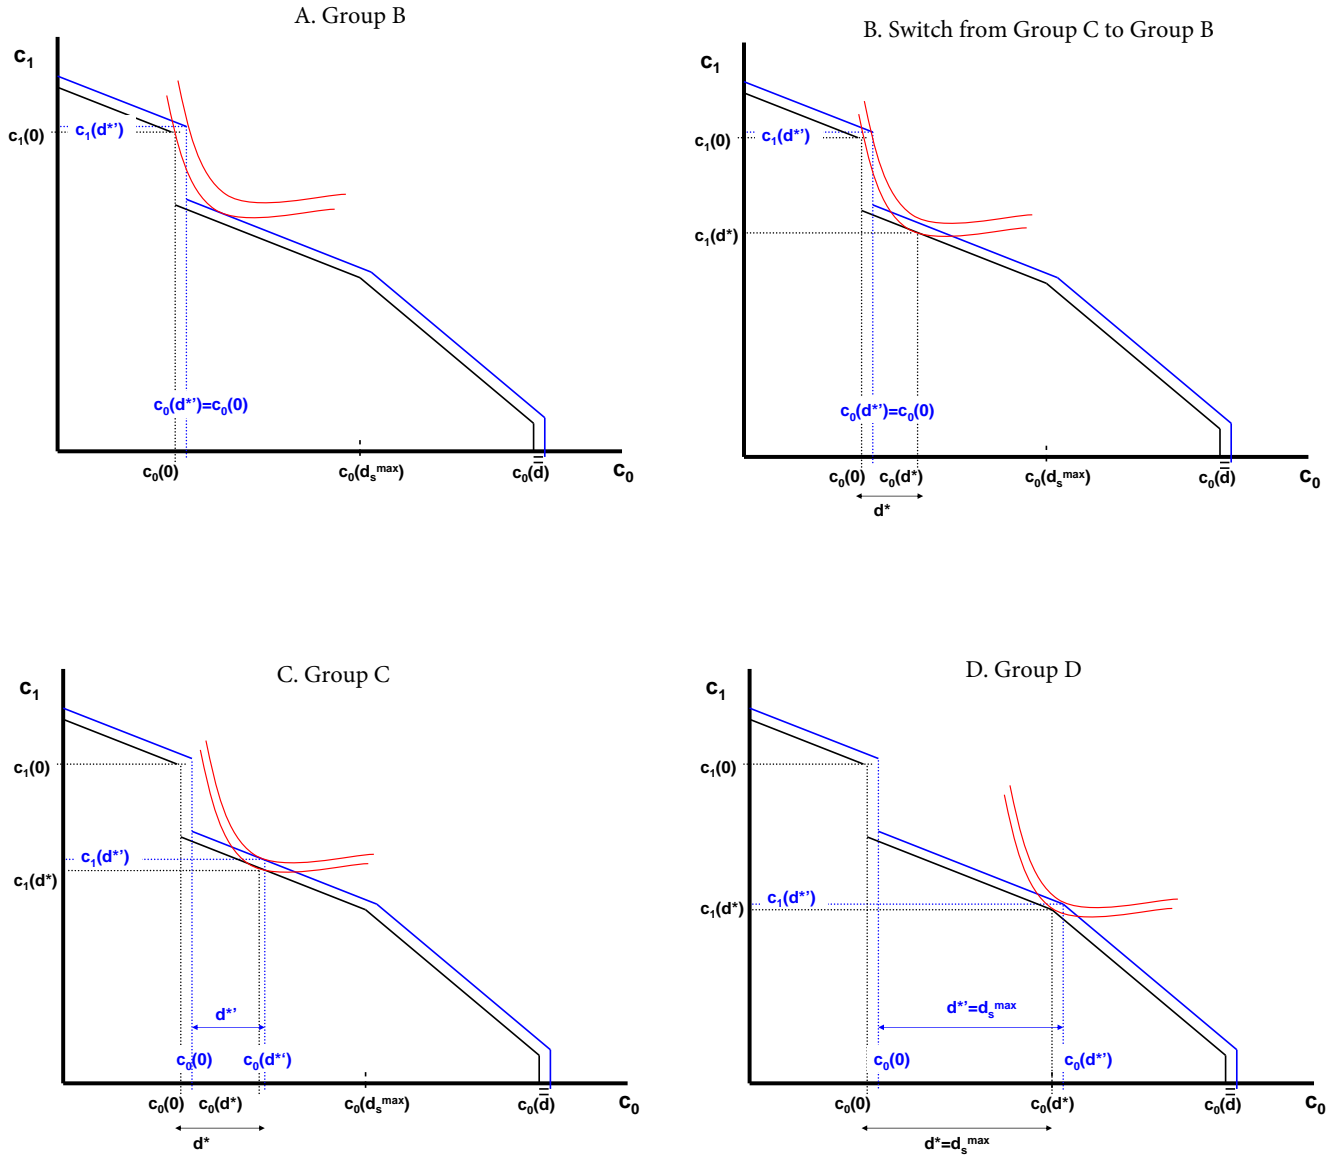 A. Group B
c₁
c₁(0)
c₁(d*')
c₀(d*')=c₀(0)
c₀(0)
c₀(dₛᵐᵃˣ)
c₀(d̿)
c₀
B. Switch from Group C to Group B
c₁
c₁(0)
c₁(d*')
c₁(d*)
c₀(d*')=c₀(0)
c₀(0)
c₀(d*)
c₀(dₛᵐᵃˣ)
c₀(d̿)
c₀
d*
C. Group C
c₁
c₁(0)
c₁(d*')
c₁(d*)
d*'
c₀(0)
c₀(d*')
c₀(0)
c₀(d*)
c₀(dₛᵐᵃˣ)
c₀(d̿)
c₀
d*
D. Group D
c₁
c₁(0)
c₁(d*')
c₁(d*)
d*'=dₛᵐᵃˣ
c₀(0)
c₀(d*')
c₀(0)
c₀(d*)
c₀(d̿)
c₀
d*=dₛᵐᵃˣ